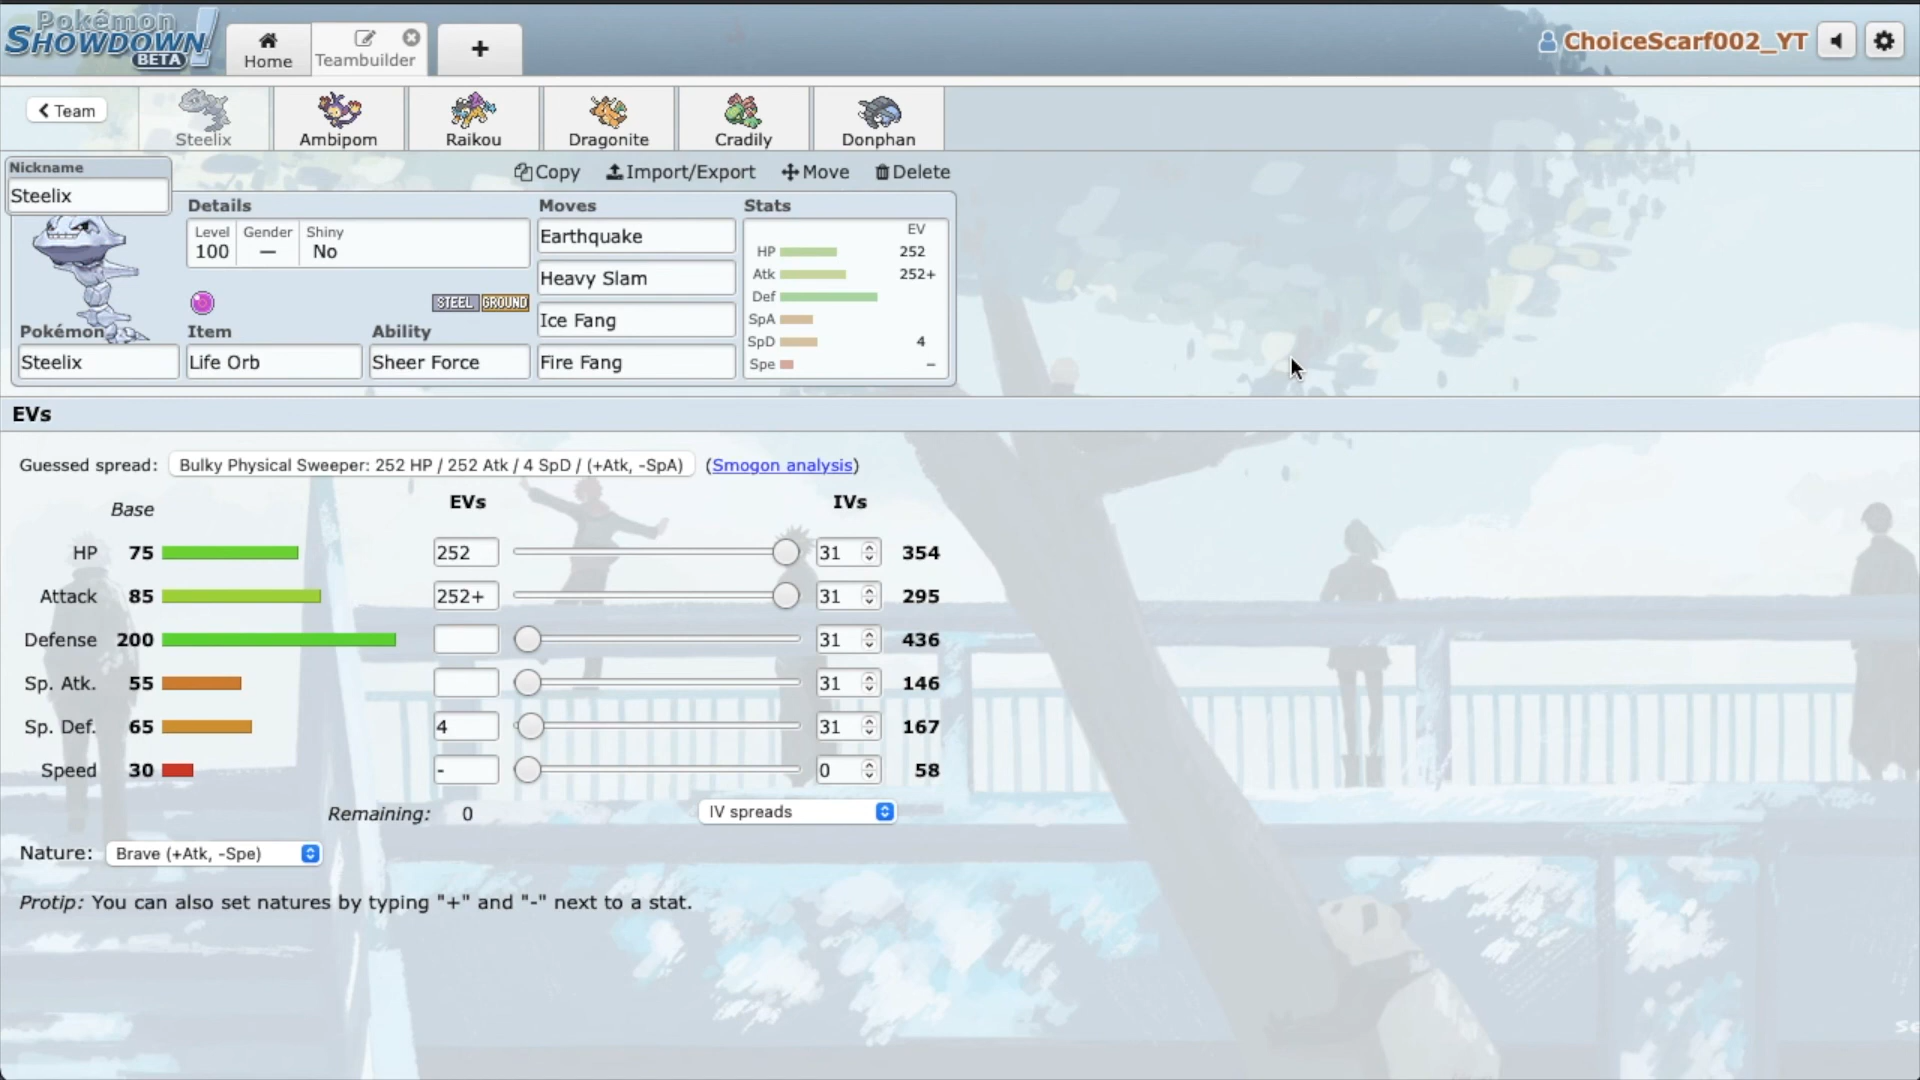 Pokémon
SHOWDOWN!
BETA
Home
Teambuilder
+
ChoiceScarf002_YT
Team
Steelix
Ambipom
Raikou
Dragonite
Cradily
Donphan
Nickname
Steelix
Copy Import/Export Move Delete
Details
Level Gender Shiny
100 — No
STEEL GROUND
Pokémon Item Ability
Steelix Life Orb Sheer Force
Moves
Earthquake
Heavy Slam
Ice Fang
Fire Fang
Stats
EV
HP 252
Atk 252+
Def
SpA
SpD 4
Spe –
EVs
Guessed spread: Bulky Physical Sweeper: 252 HP / 252 Atk / 4 SpD / (+Atk, -SpA) (Smogon analysis)
Base EVs IVs
HP 75 252 31 354
Attack 85 252+ 31 295
Defense 200 31 436
Sp. Atk. 55 31 146
Sp. Def. 65 4 31 167
Speed 30 - 0 58
Remaining: 0 IV spreads
Nature: Brave (+Atk, -Spe)
Protip: You can also set natures by typing "+" and "-" next to a stat.